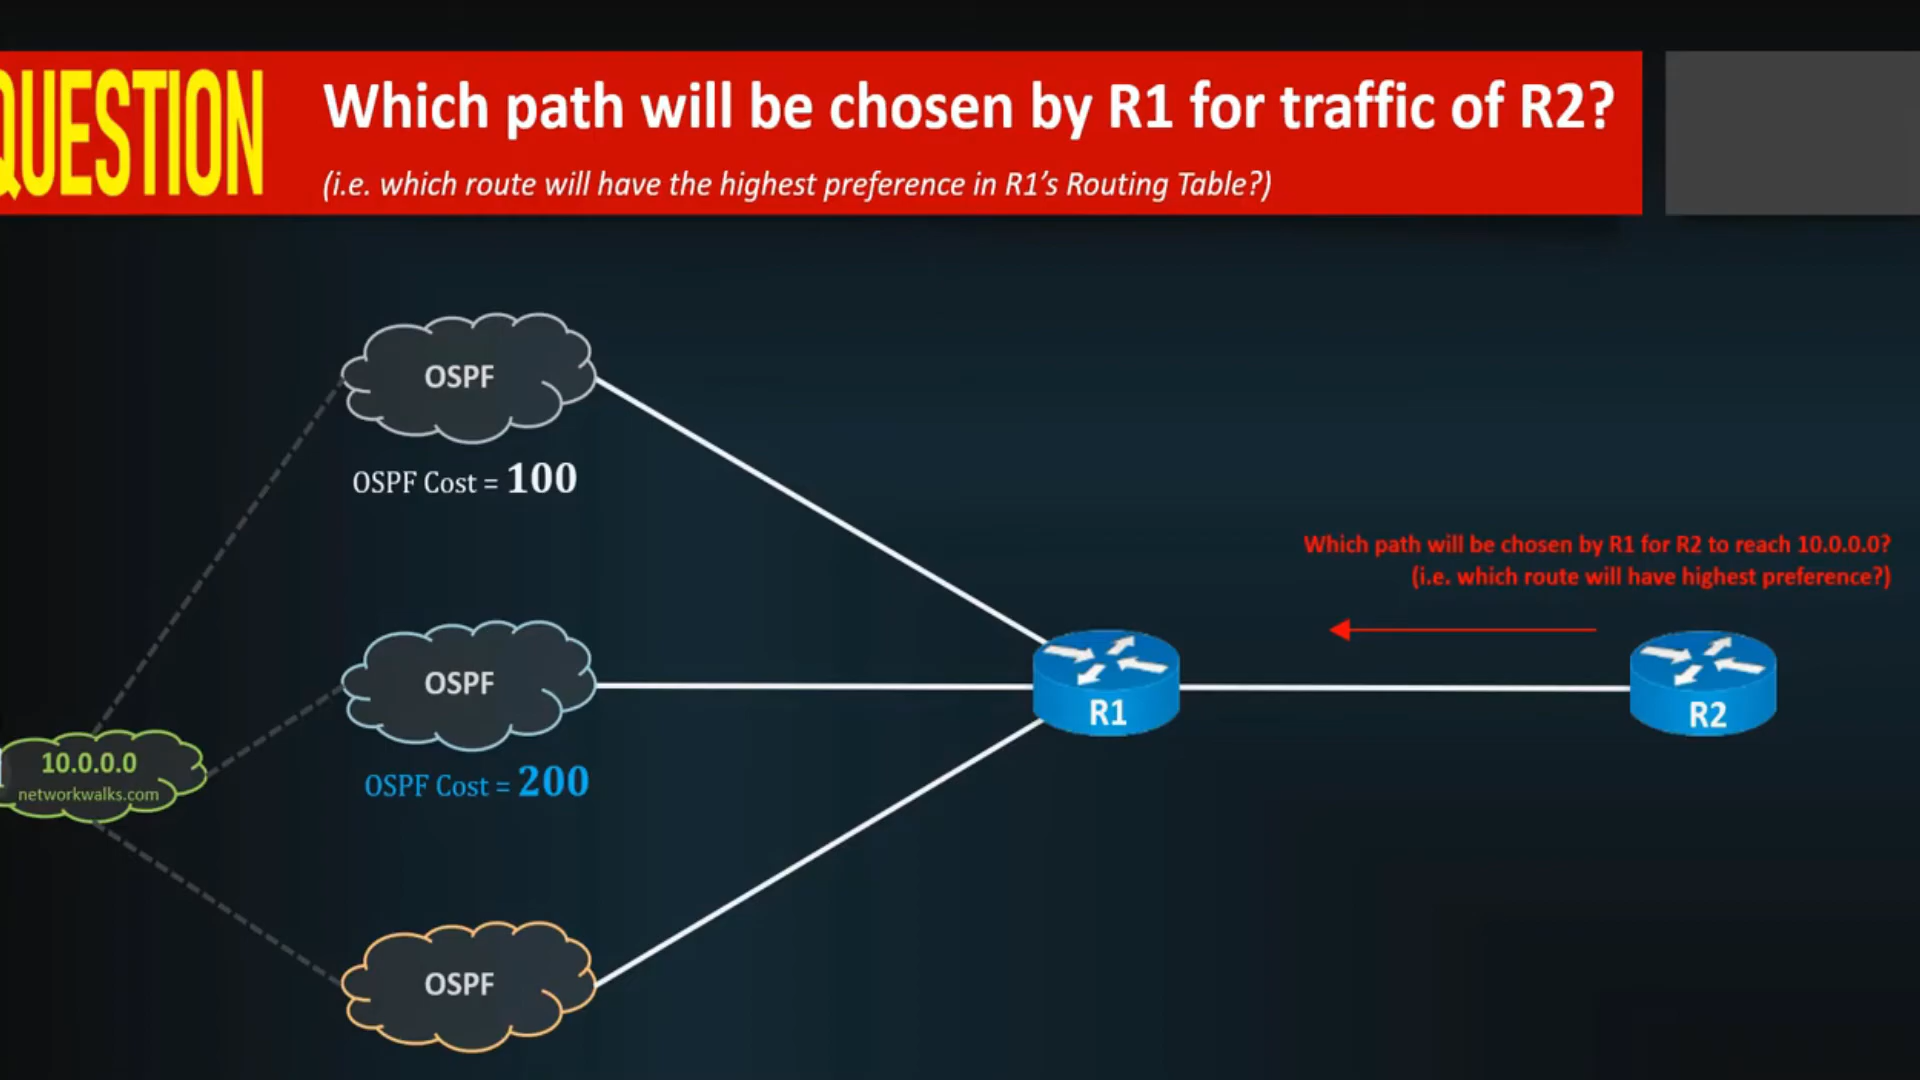 QUESTION
Which path will be chosen by R1 for traffic of R2?
(i.e. which route will have the highest preference in R1's Routing Table?)
OSPF
OSPF Cost = 100
Which path will be chosen by R1 for R2 to reach 10.0.0.0?
(i.e. which route will have highest preference?)
OSPF
R1
R2
10.0.0.0
networkwalks.com
OSPF Cost = 200
OSPF